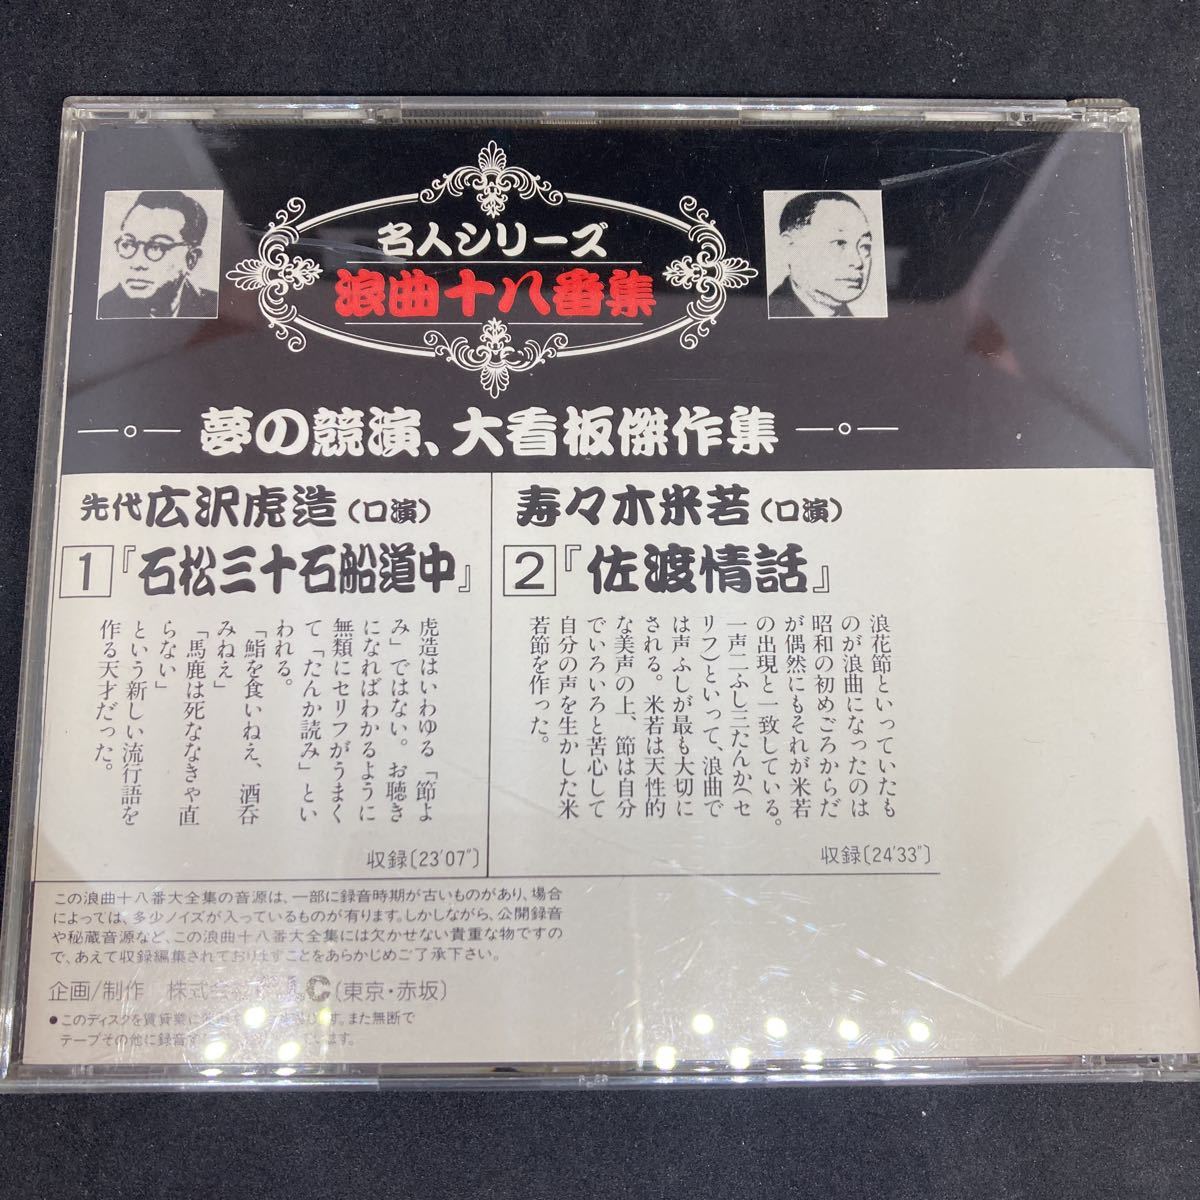 名人シリーズ
浪曲十八番集
夢の競演、大看板傑作集
先代 広沢虎造(口演)
1『石松三十石船道中』
虎造はいわゆる「節よ
み」ではない。お聴き
になればわかるように
無類にセリフがうまく
て「たんか読み」とい
われる。
「鮨を食いねえ、酒呑
みねえ」
「馬鹿は死ななきゃ直
らない」
という新しい流行語を
作る天才だった。
収録〔23'07"〕
寿々木米若(口演)
2『佐渡情話』
浪花節といっていたも
のが浪曲になったのは
昭和の初めごろからだ
が偶然にもそれが米若
の出現と一致している。
一声二ふし三たんか(セ
リフ)といって、浪曲で
は声ふしが最も大切に
される。米若は天性的
な美声の上、節は自分
でいろいろと苦心して
自分の声を生かした米
若節を作った。
収録〔24'33"〕
この浪曲十八番大全集の音源は、一部に録音時期が古いものがあり、場合
によっては、多少ノイズが入っているものが有ります。しかしながら、公開録音
や秘蔵音源など、この浪曲十八番大全集には欠かせない貴重な物ですの
で、あえて収録編集されておりますことをあらかじめご了承下さい。
企画/制作 株式会社 C(東京・赤坂)
●このディスクを賃貸業に ます。また無断で
テープその他に録音す います。